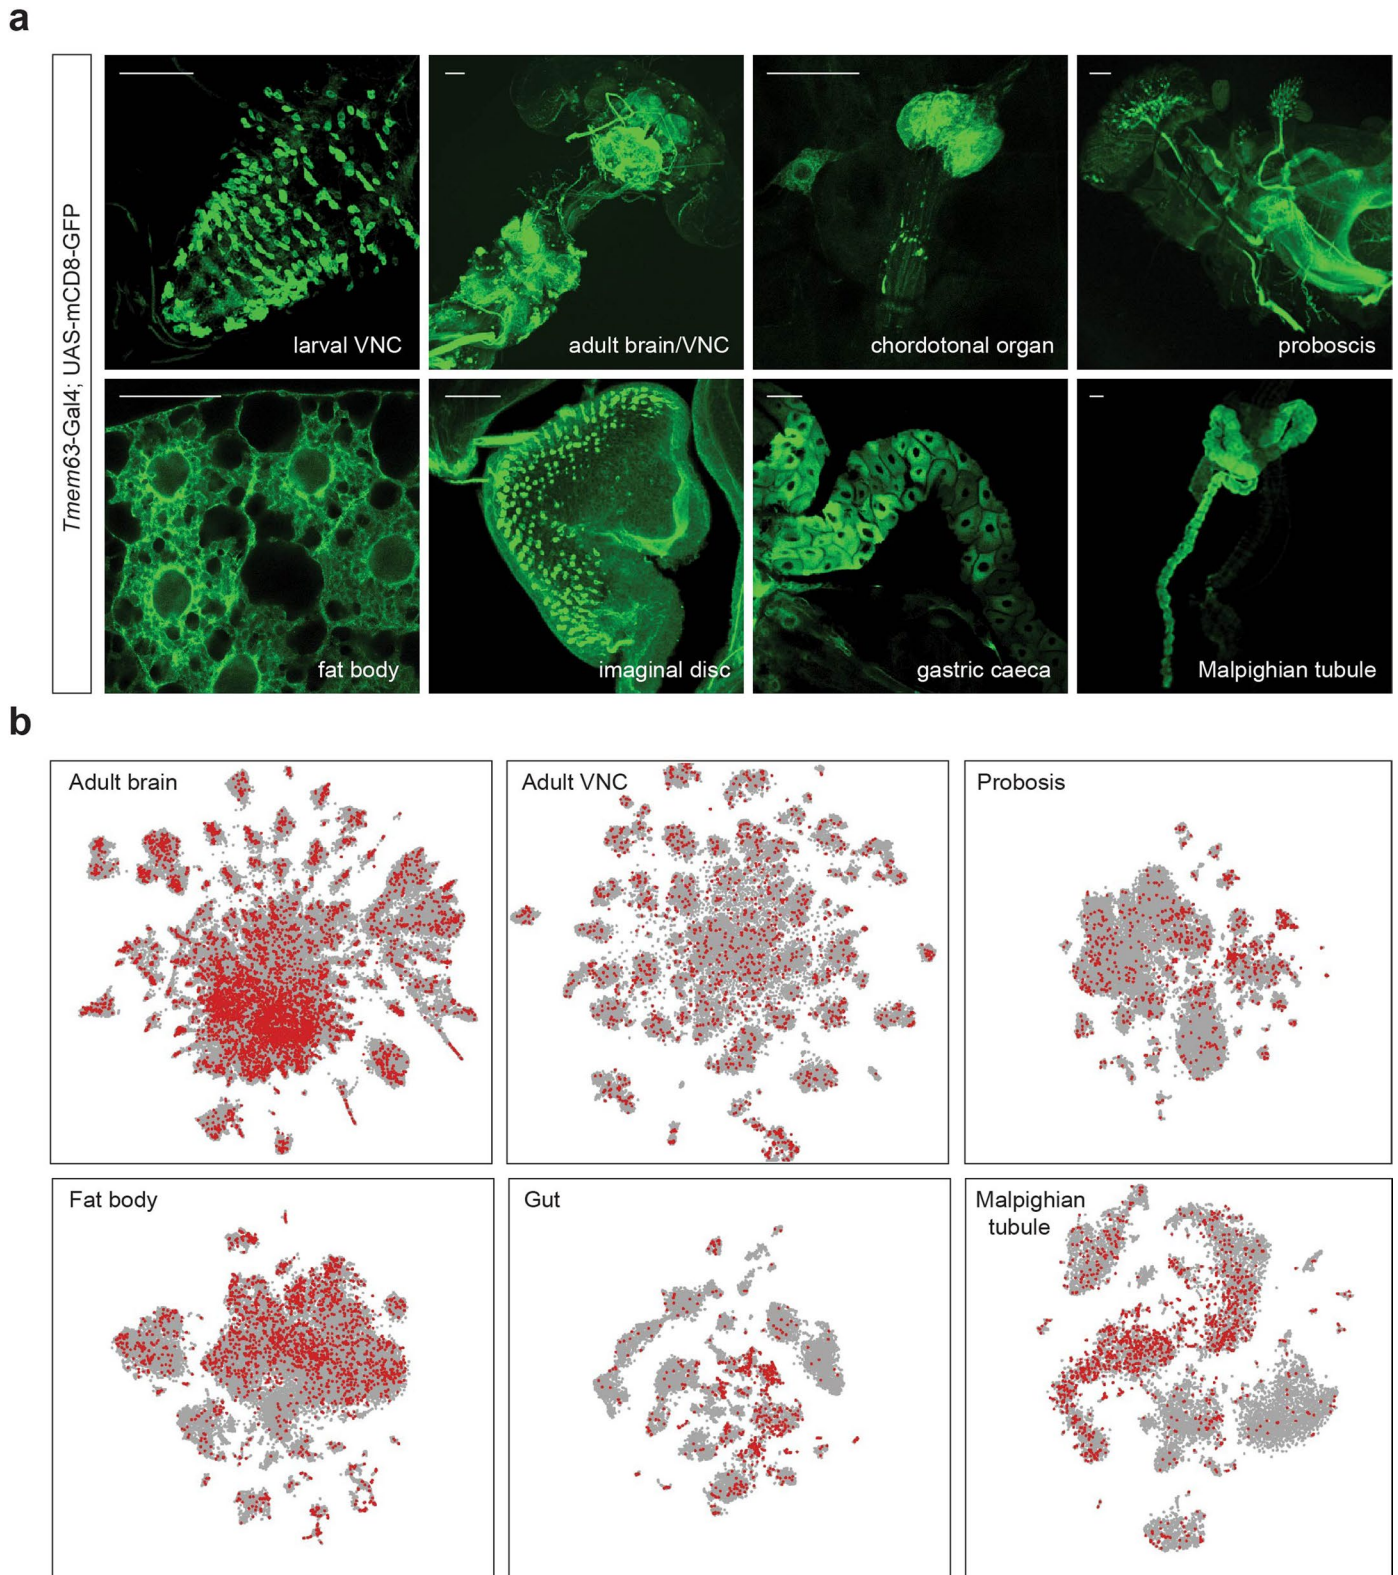 a
Tmem63-Gal4; UAS-mCD8-GFP
larval VNC
adult brain/VNC
chordotonal organ
proboscis
fat body
imaginal disc
gastric caeca
Malpighian tubule
b
Adult brain
Adult VNC
Probosis
Fat body
Gut
Malpighian
tubule